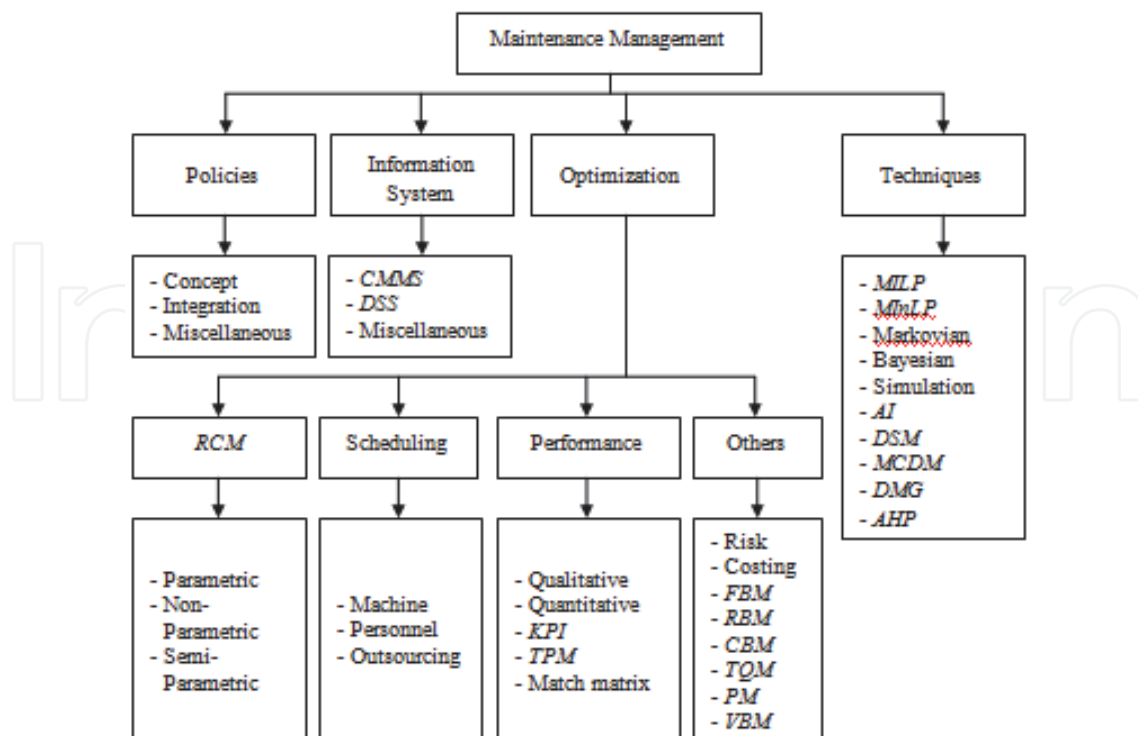 Maintenance Management
Policies
Information
System
Optimization
Techniques
- Concept
- Integration
- Miscellaneous
- CMMS
- DSS
- Miscellaneous
- MILP
- MInLP
- Markovian
- Bayesian
- Simulation
- AI
- DSM
- MCDM
- DMG
- AHP
RCM
Scheduling
Performance
Others
- Parametric
- Non-
Parametric
- Semi-
Parametric
- Machine
- Personnel
- Outsourcing
- Qualitative
- Quantitative
- KPI
- TPM
- Match matrix
- Risk
- Costing
- FBM
- RBM
- CBM
- TQM
- PM
- VBM